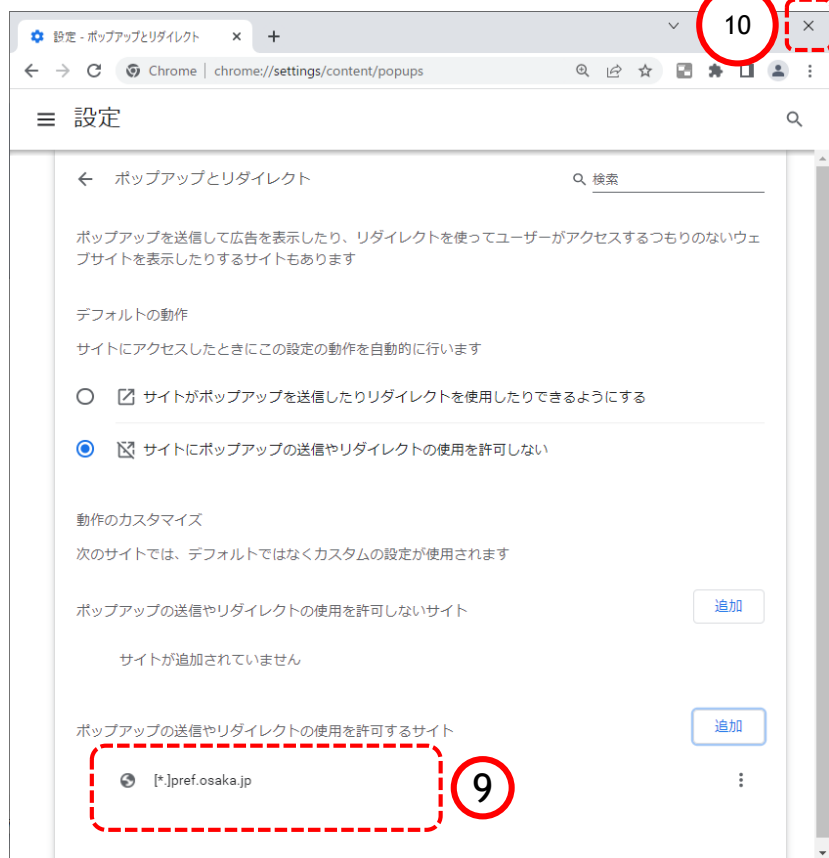 10
設定 - ポップアップとリダイレクト
Chrome | chrome://settings/content/popups
設定
ポップアップとリダイレクト
検索
ポップアップを送信して広告を表示したり、リダイレクトを使ってユーザーがアクセスするつもりのないウェ
ブサイトを表示したりするサイトもあります
デフォルトの動作
サイトにアクセスしたときにこの設定の動作を自動的に行います
サイトがポップアップを送信したりリダイレクトを使用したりできるようにする
サイトにポップアップの送信やリダイレクトの使用を許可しない
動作のカスタマイズ
次のサイトでは、デフォルトではなくカスタムの設定が使用されます
ポップアップの送信やリダイレクトの使用を許可しないサイト
追加
サイトが追加されていません
ポップアップの送信やリダイレクトの使用を許可するサイト
追加
[*.]pref.osaka.jp
9